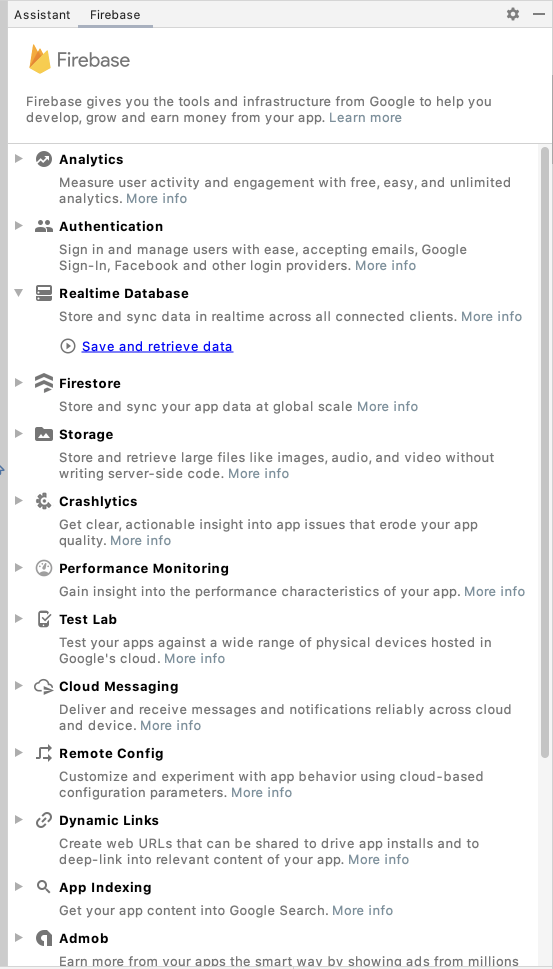 Assistant Firebase
Firebase
Firebase gives you the tools and infrastructure from Google to help you
develop, grow and earn money from your app. Learn more
Analytics
Measure user activity and engagement with free, easy, and unlimited
analytics. More info
Authentication
Sign in and manage users with ease, accepting emails, Google
Sign-In, Facebook and other login providers. More info
Realtime Database
Store and sync data in realtime across all connected clients. More info
Save and retrieve data
Firestore
Store and sync your app data at global scale More info
Storage
Store and retrieve large files like images, audio, and video without
writing server-side code. More info
Crashlytics
Get clear, actionable insight into app issues that erode your app
quality. More info
Performance Monitoring
Gain insight into the performance characteristics of your app. More info
Test Lab
Test your apps against a wide range of physical devices hosted in
Google's cloud. More info
Cloud Messaging
Deliver and receive messages and notifications reliably across cloud
and device. More info
Remote Config
Customize and experiment with app behavior using cloud-based
configuration parameters. More info
Dynamic Links
Create web URLs that can be shared to drive app installs and to
deep-link into relevant content of your app. More info
App Indexing
Get your app content into Google Search. More info
Admob
Earn more from your apps the smart way by showing ads from millions